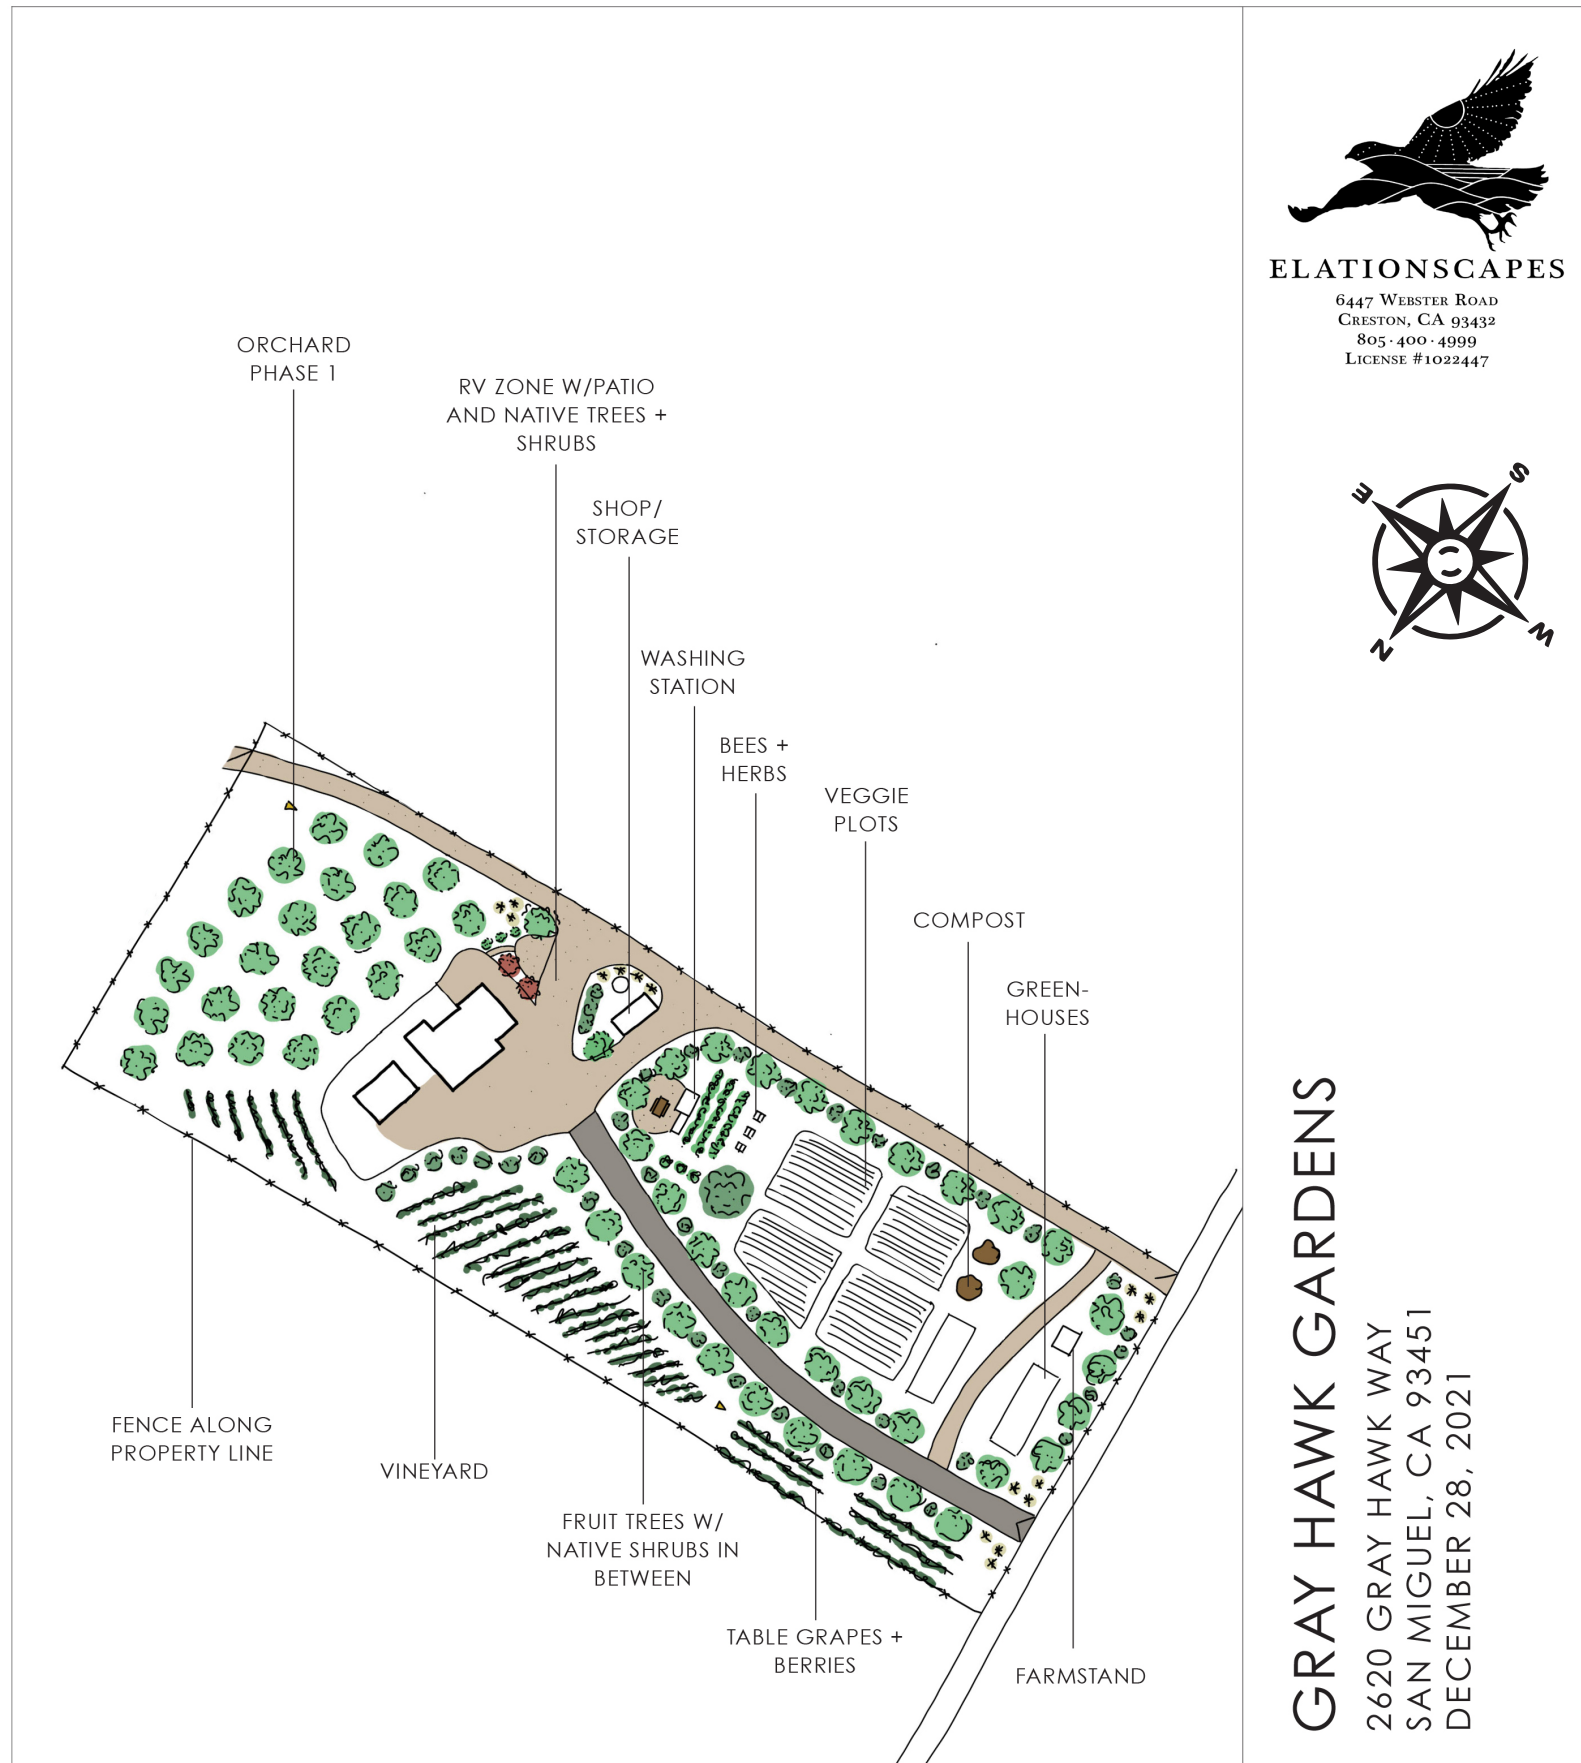 ORCHARD
PHASE 1
RV ZONE W/PATIO
AND NATIVE TREES +
SHRUBS
SHOP/
STORAGE
WASHING
STATION
BEES +
HERBS
VEGGIE
PLOTS
COMPOST
GREEN-
HOUSES
FENCE ALONG
PROPERTY LINE
VINEYARD
FRUIT TREES W/
NATIVE SHRUBS IN
BETWEEN
TABLE GRAPES +
BERRIES
FARMSTAND
ELATIONSCAPES
6447 Webster Road
Creston, CA 93432
805·400·4999
License #1022447
S
E
W
N
GRAY HAWK GARDENS
2620 GRAY HAWK WAY
SAN MIGUEL, CA 93451
DECEMBER 28, 2021